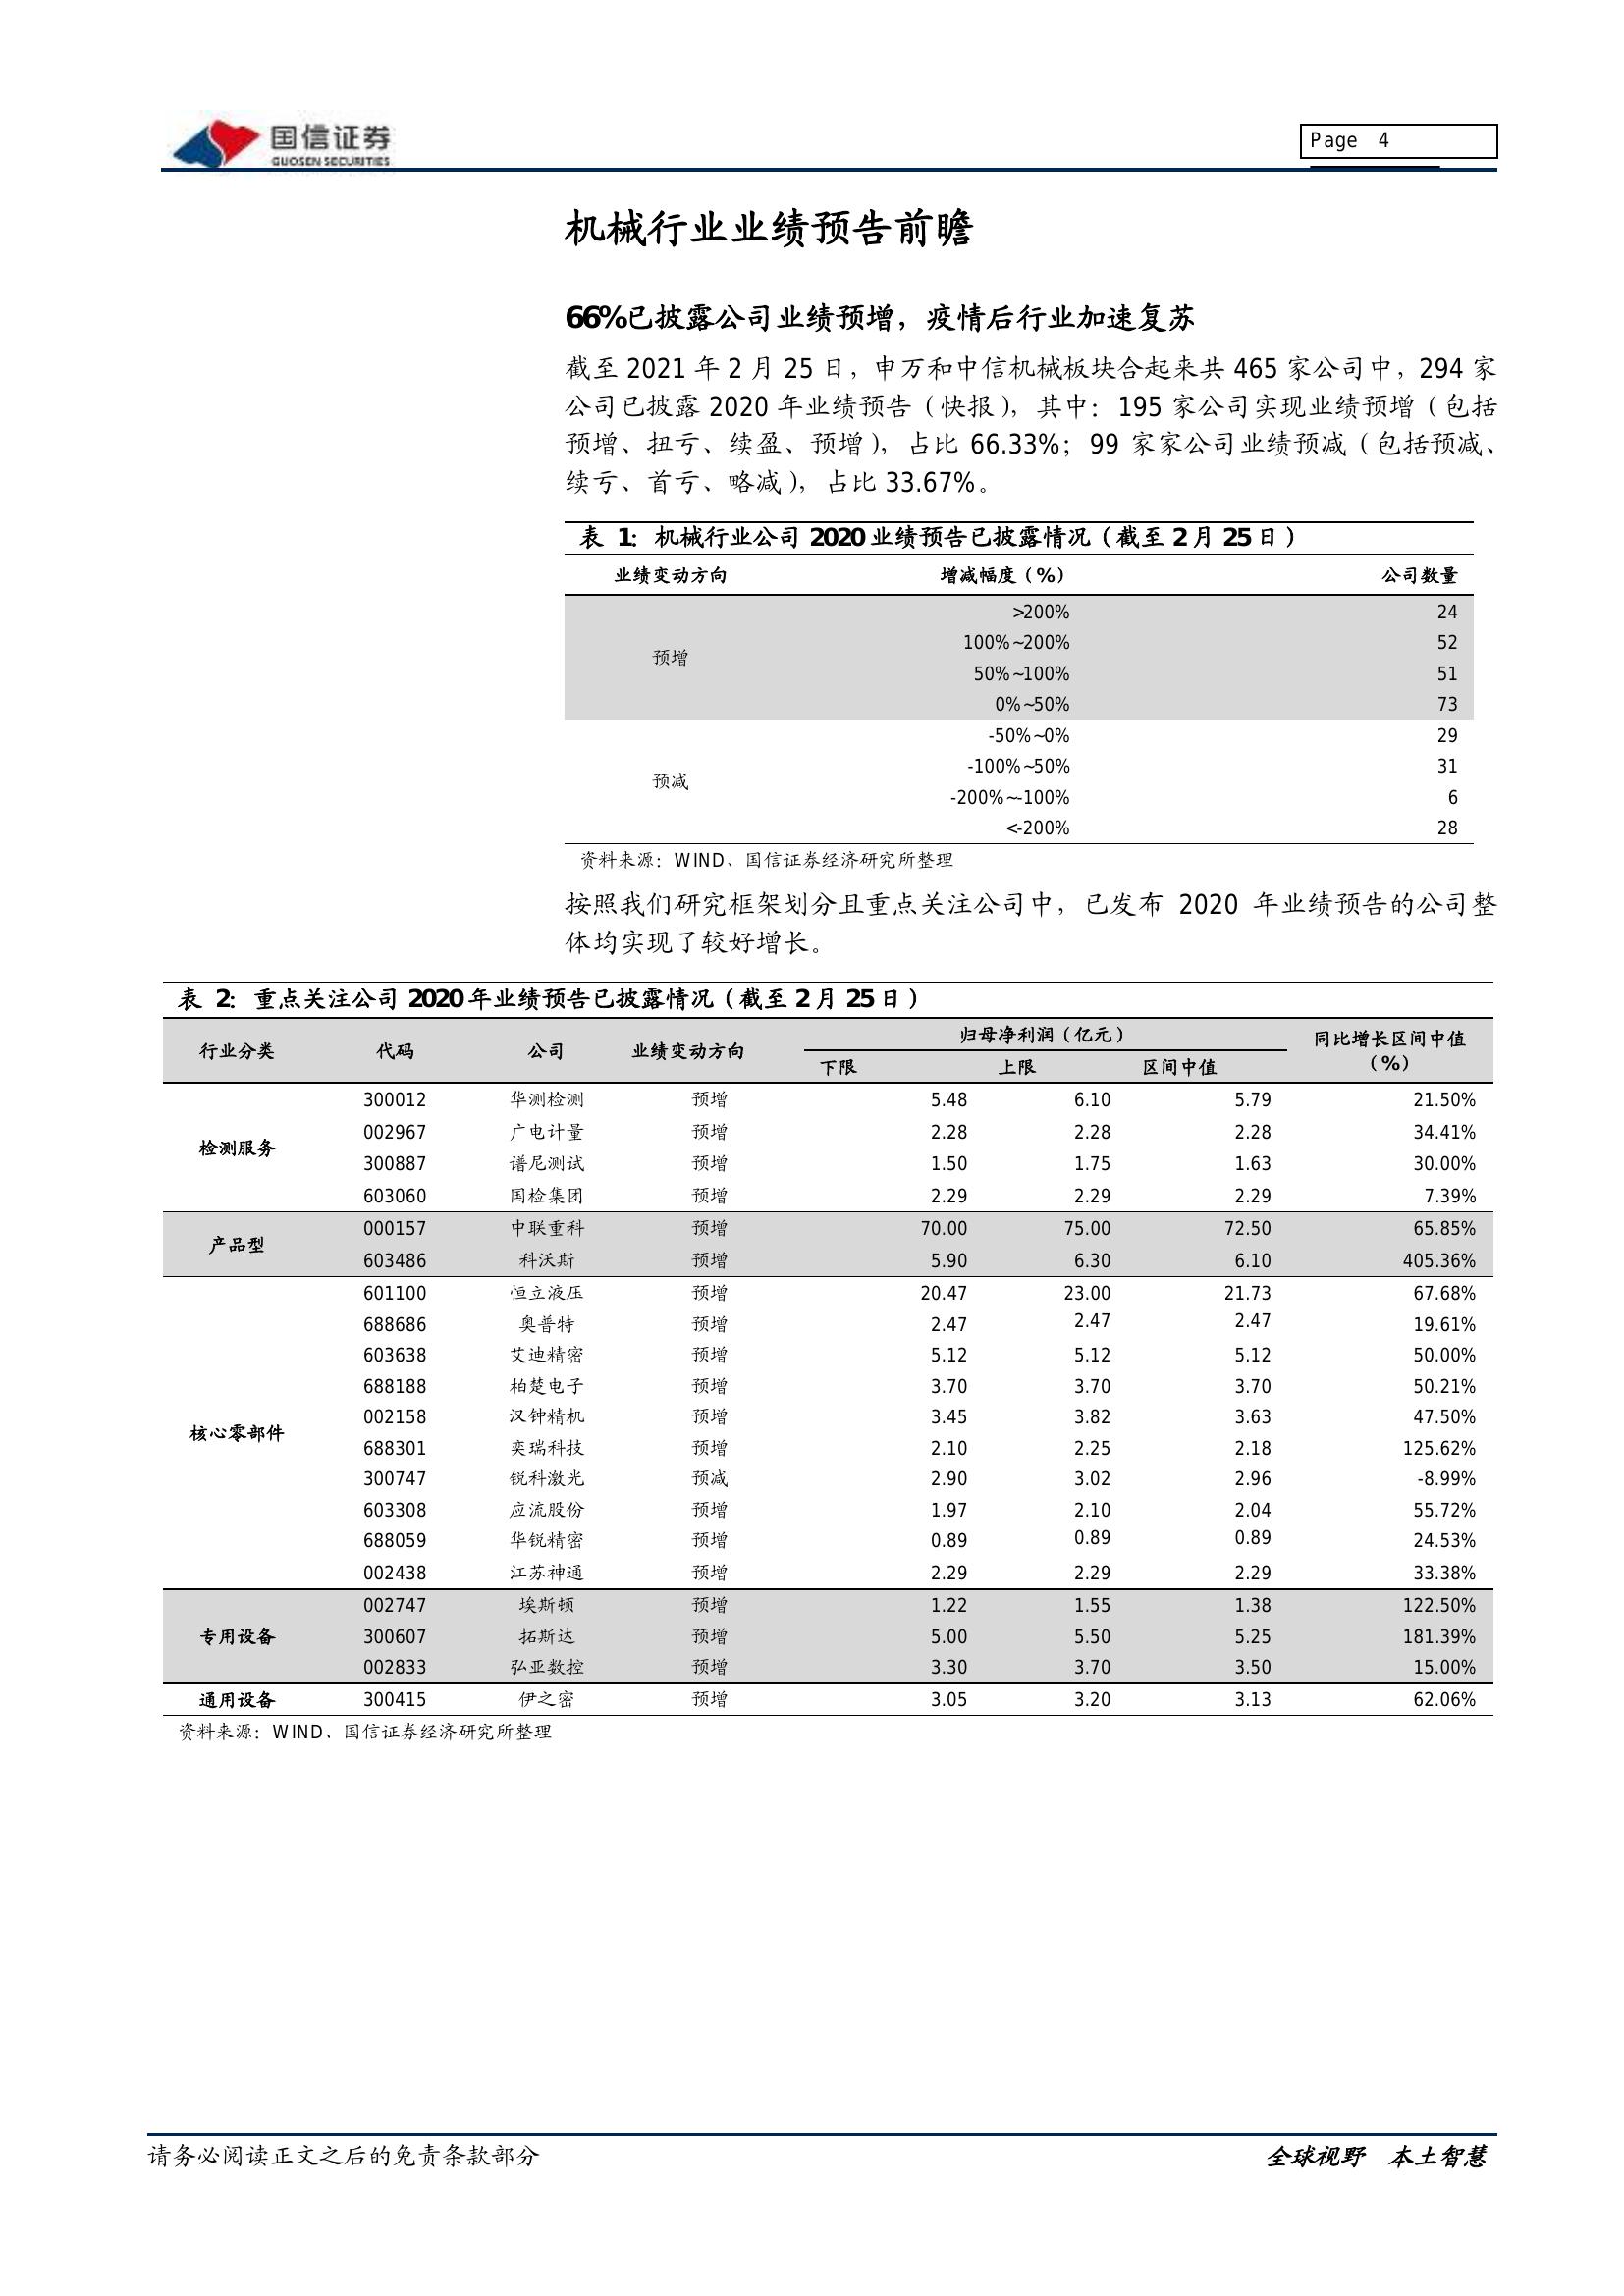 国信证券
GUOSEN SECURITIES
Page 4
机械行业业绩预告前瞻
66%已披露公司业绩预增，疫情后行业加速复苏
截至 2021 年 2 月 25 日，申万和中信机械板块合起来共 465 家公司中，294 家
公司已披露 2020 年业绩预告（快报），其中：195 家公司实现业绩预增（包括
预增、扭亏、续盈、预增），占比 66.33%；99 家家公司业绩预减（包括预减、
续亏、首亏、略减），占比 33.67%。
表 1：机械行业公司 2020 业绩预告已披露情况（截至 2 月 25 日）
业绩变动方向 增减幅度（%） 公司数量
预增
>200% 24
100%~200% 52
50%~100% 51
0%~50% 73
预减
-50%~0% 29
-100%~50% 31
-200%~-100% 6
<-200% 28
资料来源：WIND、国信证券经济研究所整理
按照我们研究框架划分且重点关注公司中，已发布 2020 年业绩预告的公司整
体均实现了较好增长。
表 2：重点关注公司 2020 年业绩预告已披露情况（截至 2 月 25 日）
行业分类 代码 公司 业绩变动方向 归母净利润（亿元） 同比增长区间中值
（%）
下限 上限 区间中值
检测服务
300012 华测检测 预增 5.48 6.10 5.79 21.50%
002967 广电计量 预增 2.28 2.28 2.28 34.41%
300887 谱尼测试 预增 1.50 1.75 1.63 30.00%
603060 国检集团 预增 2.29 2.29 2.29 7.39%
产品型
000157 中联重科 预增 70.00 75.00 72.50 65.85%
603486 科沃斯 预增 5.90 6.30 6.10 405.36%
核心零部件
601100 恒立液压 预增 20.47 23.00 21.73 67.68%
688686 奥普特 预增 2.47 2.47 2.47 19.61%
603638 艾迪精密 预增 5.12 5.12 5.12 50.00%
688188 柏楚电子 预增 3.70 3.70 3.70 50.21%
002158 汉钟精机 预增 3.45 3.82 3.63 47.50%
688301 奕瑞科技 预增 2.10 2.25 2.18 125.62%
300747 锐科激光 预减 2.90 3.02 2.96 -8.99%
603308 应流股份 预增 1.97 2.10 2.04 55.72%
688059 华锐精密 预增 0.89 0.89 0.89 24.53%
002438 江苏神通 预增 2.29 2.29 2.29 33.38%
专用设备
002747 埃斯顿 预增 1.22 1.55 1.38 122.50%
300607 拓斯达 预增 5.00 5.50 5.25 181.39%
002833 弘亚数控 预增 3.30 3.70 3.50 15.00%
通用设备 300415 伊之密 预增 3.05 3.20 3.13 62.06%
资料来源：WIND、国信证券经济研究所整理
请务必阅读正文之后的免责条款部分
全球视野 本土智慧